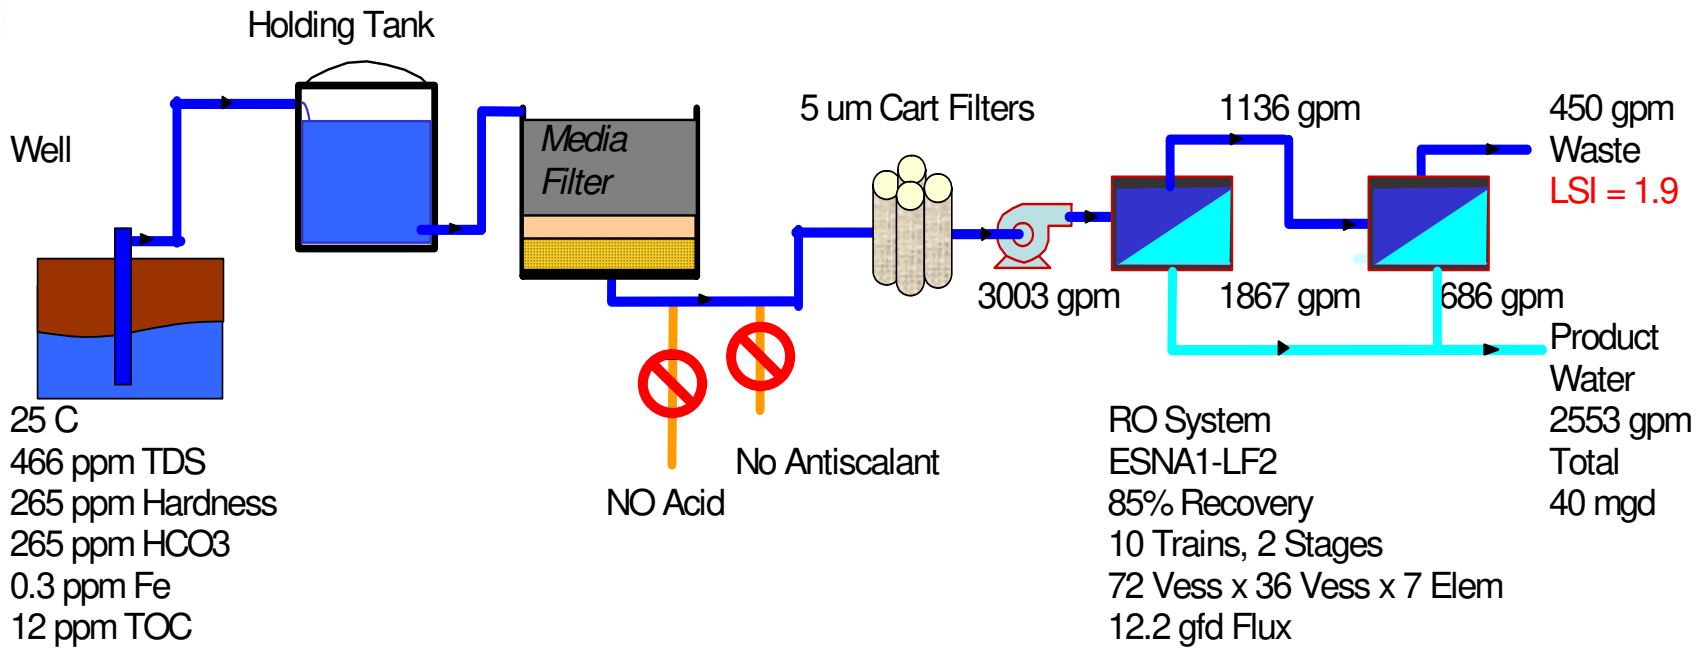 Holding Tank
Well
Media
Filter
5 um Cart Filters
3003 gpm
1136 gpm
1867 gpm
686 gpm
450 gpm
Waste
LSI = 1.9
Product
Water
2553 gpm
Total
40 mgd
25 C
466 ppm TDS
265 ppm Hardness
265 ppm HCO3
0.3 ppm Fe
12 ppm TOC
NO Acid
No Antiscalant
RO System
ESNA1-LF2
85% Recovery
10 Trains, 2 Stages
72 Vess x 36 Vess x 7 Elem
12.2 gfd Flux